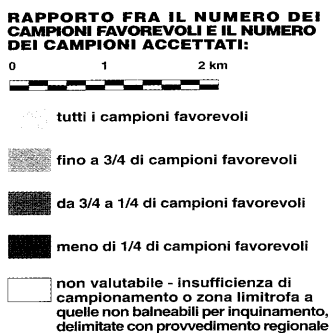 RAPPORTO FRA IL NUMERO DEI
CAMPIONI FAVOREVOLI E IL NUMERO
DEI CAMPIONI ACCETTATI:
0 1 2 km
tutti i campioni favorevoli
fino a 3/4 di campioni favorevoli
da 3/4 a 1/4 di campioni favorevoli
meno di 1/4 di campioni favorevoli
non valutabile - insufficienza di
campionamento o zona limitrofa a
quelle non balneabili per inquinamento,
delimitate con provvedimento regionale